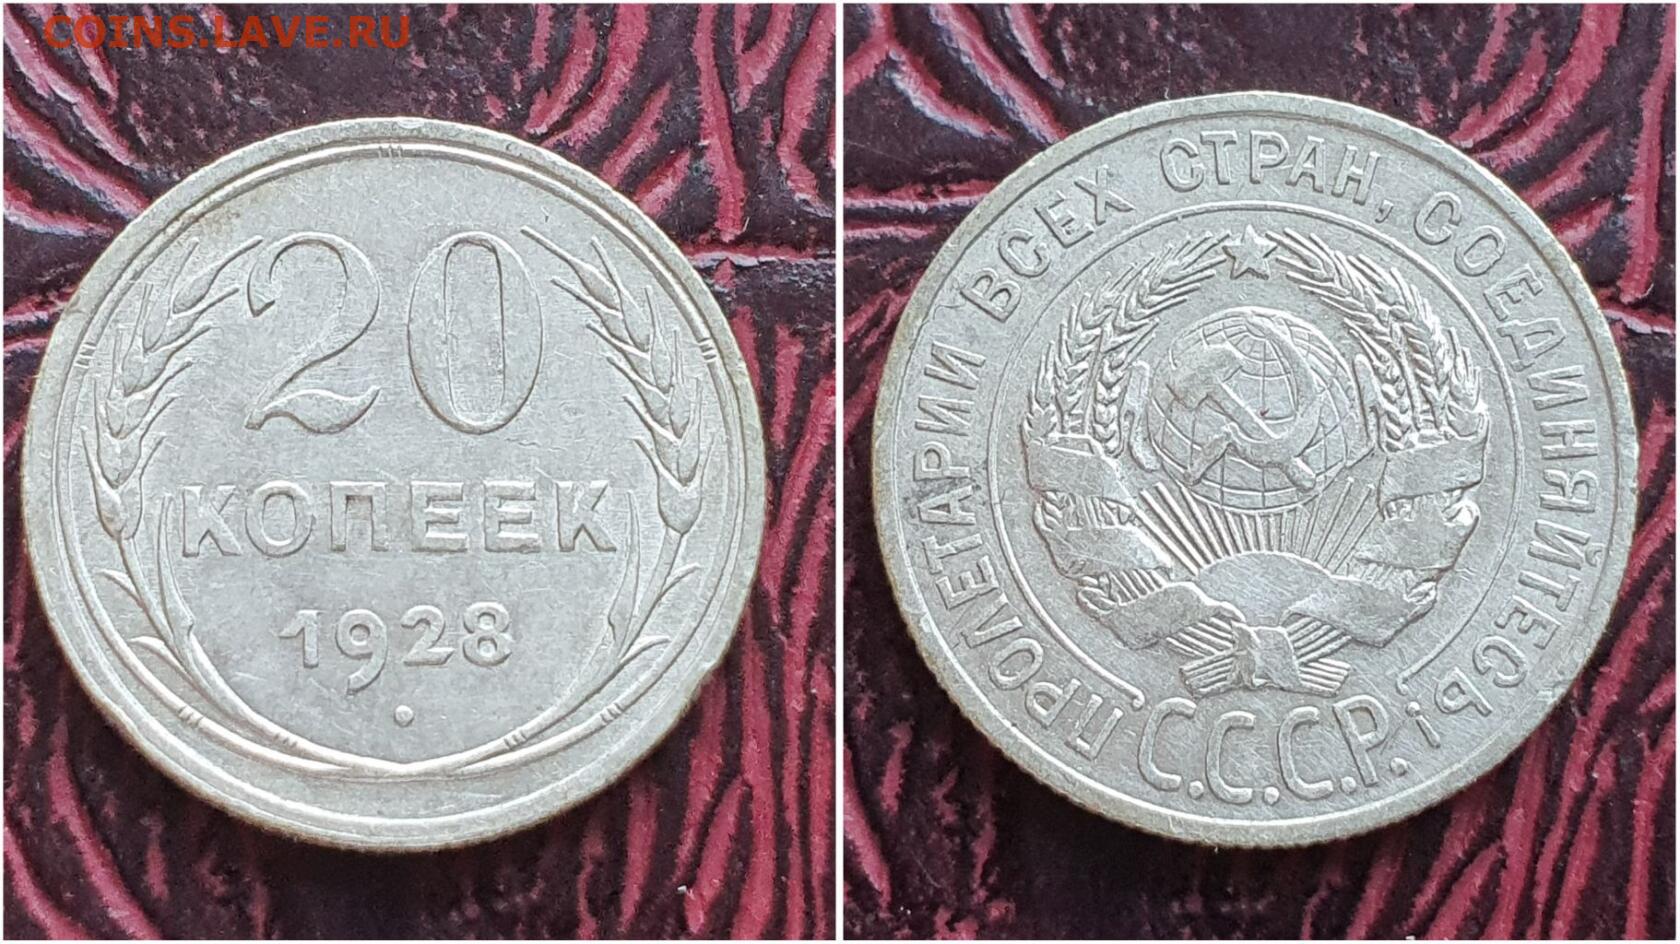 COINS.LAVE.RU
20
КОПЕЕК
1928
ПРОЛЕТАРИИ ВСЕХ СТРАН, СОЕДИНЯЙТЕСЬ!
С.С.С.Р.